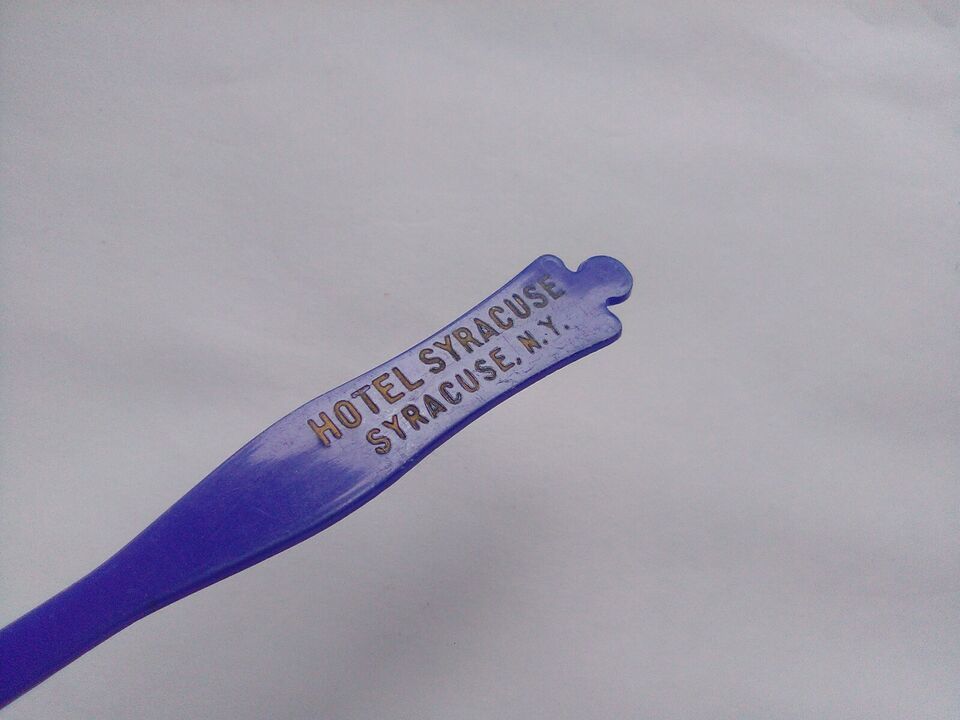 HOTEL SYRACUSE
SYRACUSE, N.Y.